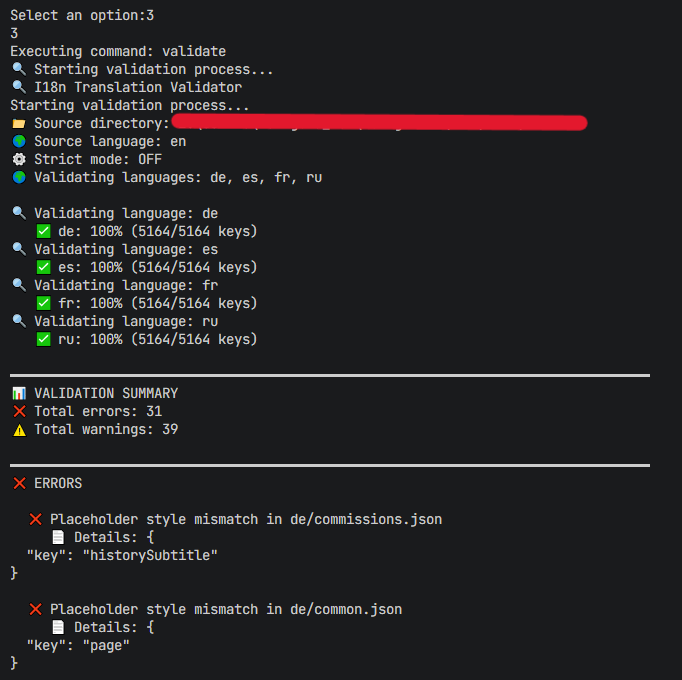 Select an option:3
3
Executing command: validate
🔍 Starting validation process...
🔍 I18n Translation Validator
Starting validation process...
📂 Source directory:
🌍 Source language: en
⚙️ Strict mode: OFF
🌍 Validating languages: de, es, fr, ru
🔍 Validating language: de
✅ de: 100% (5164/5164 keys)
🔍 Validating language: es
✅ es: 100% (5164/5164 keys)
🔍 Validating language: fr
✅ fr: 100% (5164/5164 keys)
🔍 Validating language: ru
✅ ru: 100% (5164/5164 keys)
📊 VALIDATION SUMMARY
❌ Total errors: 31
⚠️ Total warnings: 39
❌ ERRORS
❌ Placeholder style mismatch in de/commissions.json
📄 Details: {
"key": "historySubtitle"
}
❌ Placeholder style mismatch in de/common.json
📄 Details: {
"key": "page"
}